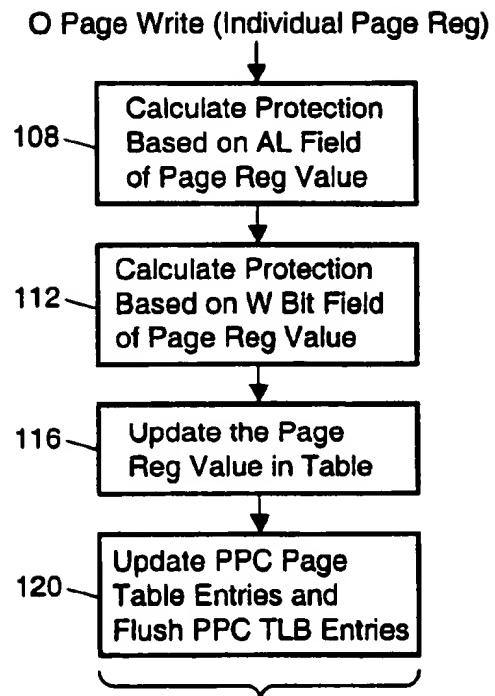 O Page Write (Individual Page Reg)
108
Calculate Protection
Based on AL Field
of Page Reg Value
112
Calculate Protection
Based on W Bit Field
of Page Reg Value
116
Update the Page
Reg Value in Table
120
Update PPC Page
Table Entries and
Flush PPC TLB Entries